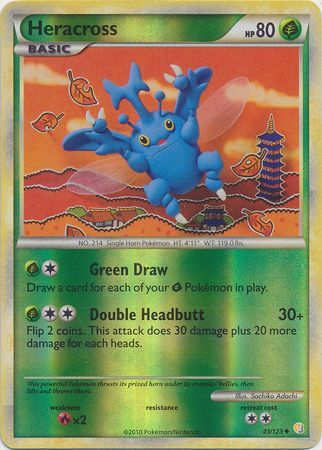 Heracross
HP 80
BASIC
NO. 214 Single Horn Pokémon HT: 4'11" WT: 119.0 lbs.
Green Draw
Draw a card for each of your Pokémon in play.
Double Headbutt 30+
Flip 2 coins. This attack does 30 damage plus 20 more
damage for each heads.
This powerful Pokémon thrusts its prized horn under its enemies' bellies, then
lifts and throws them.
Illus. Sachiko Adachi
weakness resistance retreat cost
×2
©2010 Pokémon/Nintendo.
43/123